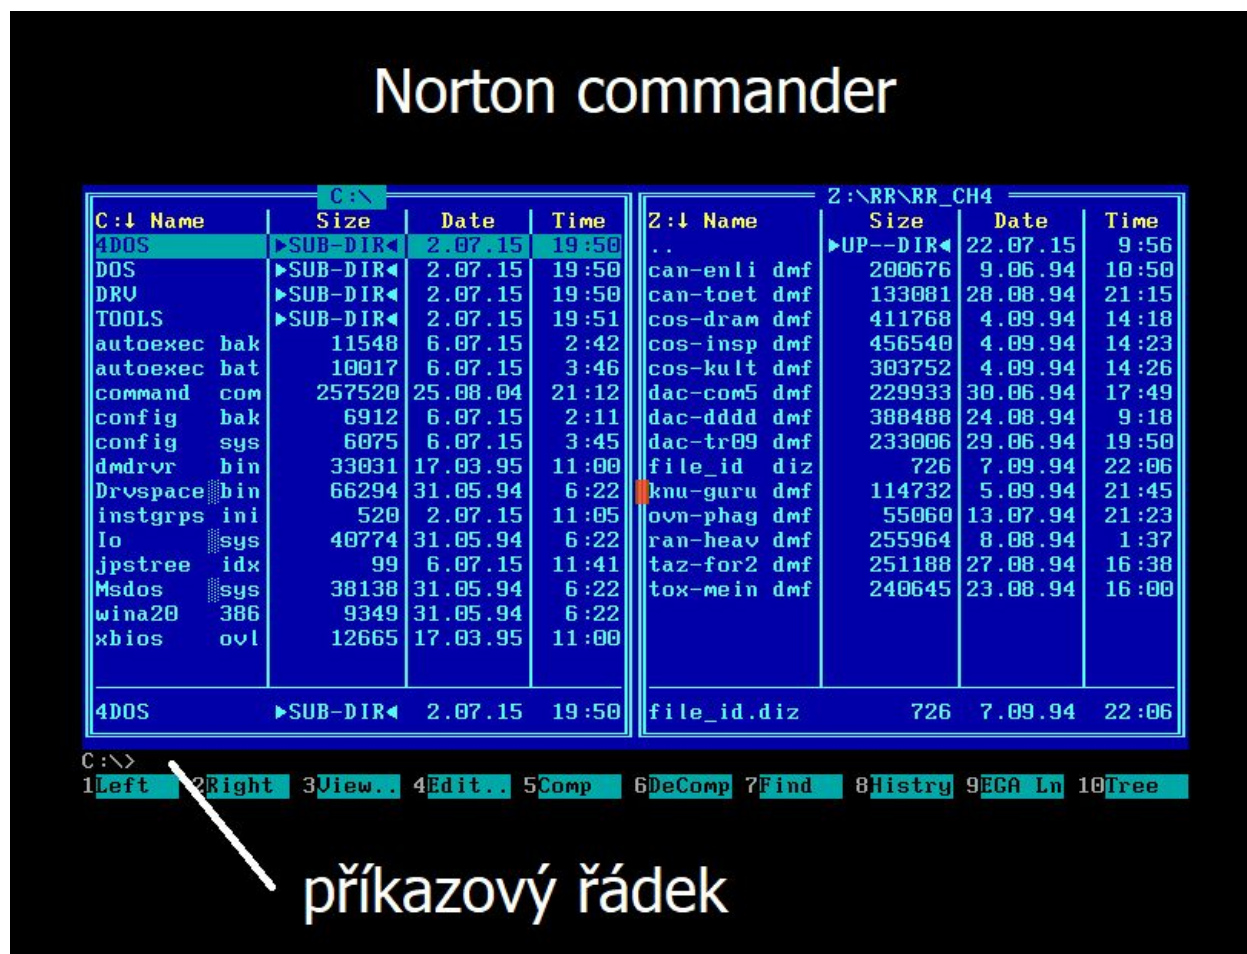 Norton commander
C:\
C:↓ Name Size Date Time
4DOS ►SUB-DIR◄ 2.07.15 19:50
DOS ►SUB-DIR◄ 2.07.15 19:50
DRV ►SUB-DIR◄ 2.07.15 19:50
TOOLS ►SUB-DIR◄ 2.07.15 19:51
autoexec bak 11548 6.07.15 2:42
autoexec bat 10017 6.07.15 3:46
command com 257520 25.08.04 21:12
config bak 6912 6.07.15 2:11
config sys 6075 6.07.15 3:45
dmdrvr bin 33031 17.03.95 11:00
Drvspace░bin 66294 31.05.94 6:22
instgrps ini 520 2.07.15 11:05
Io ░sys 40774 31.05.94 6:22
jpstree idx 99 6.07.15 11:41
Msdos ░sys 38138 31.05.94 6:22
wina20 386 9349 31.05.94 6:22
xbios ovl 12665 17.03.95 11:00
4DOS ►SUB-DIR◄ 2.07.15 19:50
Z:\RR\RR_CH4
Z:↓ Name Size Date Time
.. ►UP--DIR◄ 22.07.15 9:56
can-enli dmf 200676 9.06.94 10:50
can-toet dmf 133081 28.08.94 21:15
cos-dram dmf 411768 4.09.94 14:18
cos-insp dmf 456540 4.09.94 14:23
cos-kult dmf 303752 4.09.94 14:26
dac-com5 dmf 229933 30.06.94 17:49
dac-dddd dmf 388488 24.08.94 9:18
dac-tr09 dmf 233006 29.06.94 19:50
file_id diz 726 7.09.94 22:06
knu-guru dmf 114732 5.09.94 21:45
ovn-phag dmf 55060 13.07.94 21:23
ran-heav dmf 255964 8.08.94 1:37
taz-for2 dmf 251188 27.08.94 16:38
tox-mein dmf 240645 23.08.94 16:00
file_id.diz 726 7.09.94 22:06
C:\>
1Left 2Right 3View.. 4Edit.. 5Comp 6DeComp 7Find 8Histry 9EGA Ln 10Tree
příkazový řádek